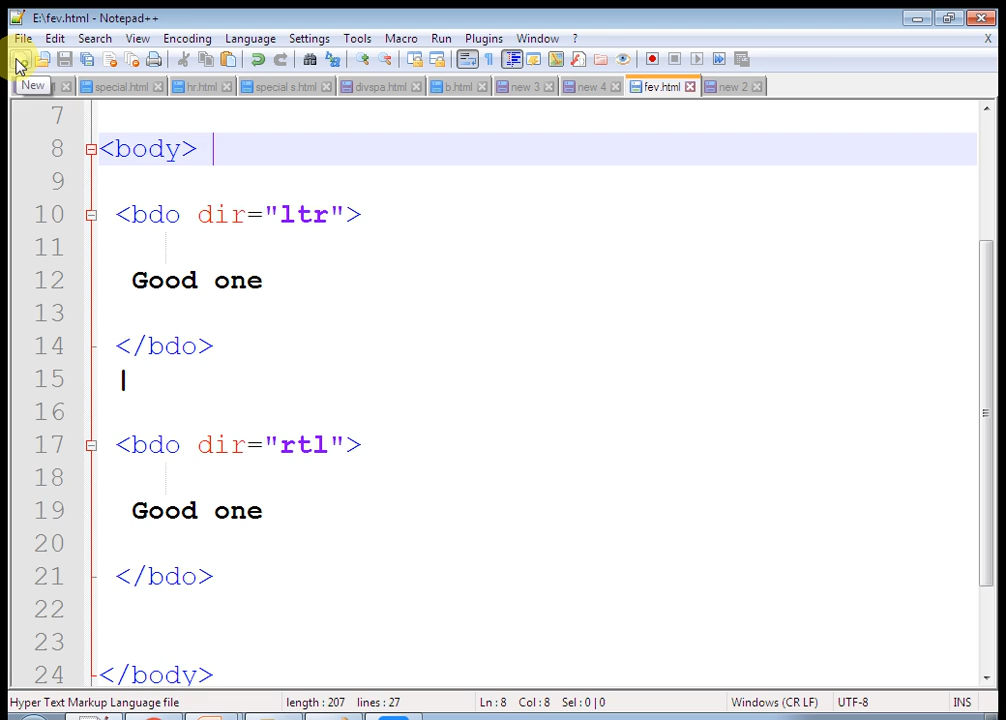 E:\fev.html - Notepad++
File Edit Search View Encoding Language Settings Tools Macro Run Plugins Window ? X
New
special.html hr.html special s.html divspa.html b.html new 3 new 4 fev.html new 2
7
8 <body>
9
10 <bdo dir="ltr">
11
12 Good one
13
14 </bdo>
15 |
16
17 <bdo dir="rtl">
18
19 Good one
20
21 </bdo>
22
23
24 </body>
Hyper Text Markup Language file length : 207 lines : 27 Ln : 8 Col : 8 Sel : 0 | 0 Windows (CR LF) UTF-8 INS